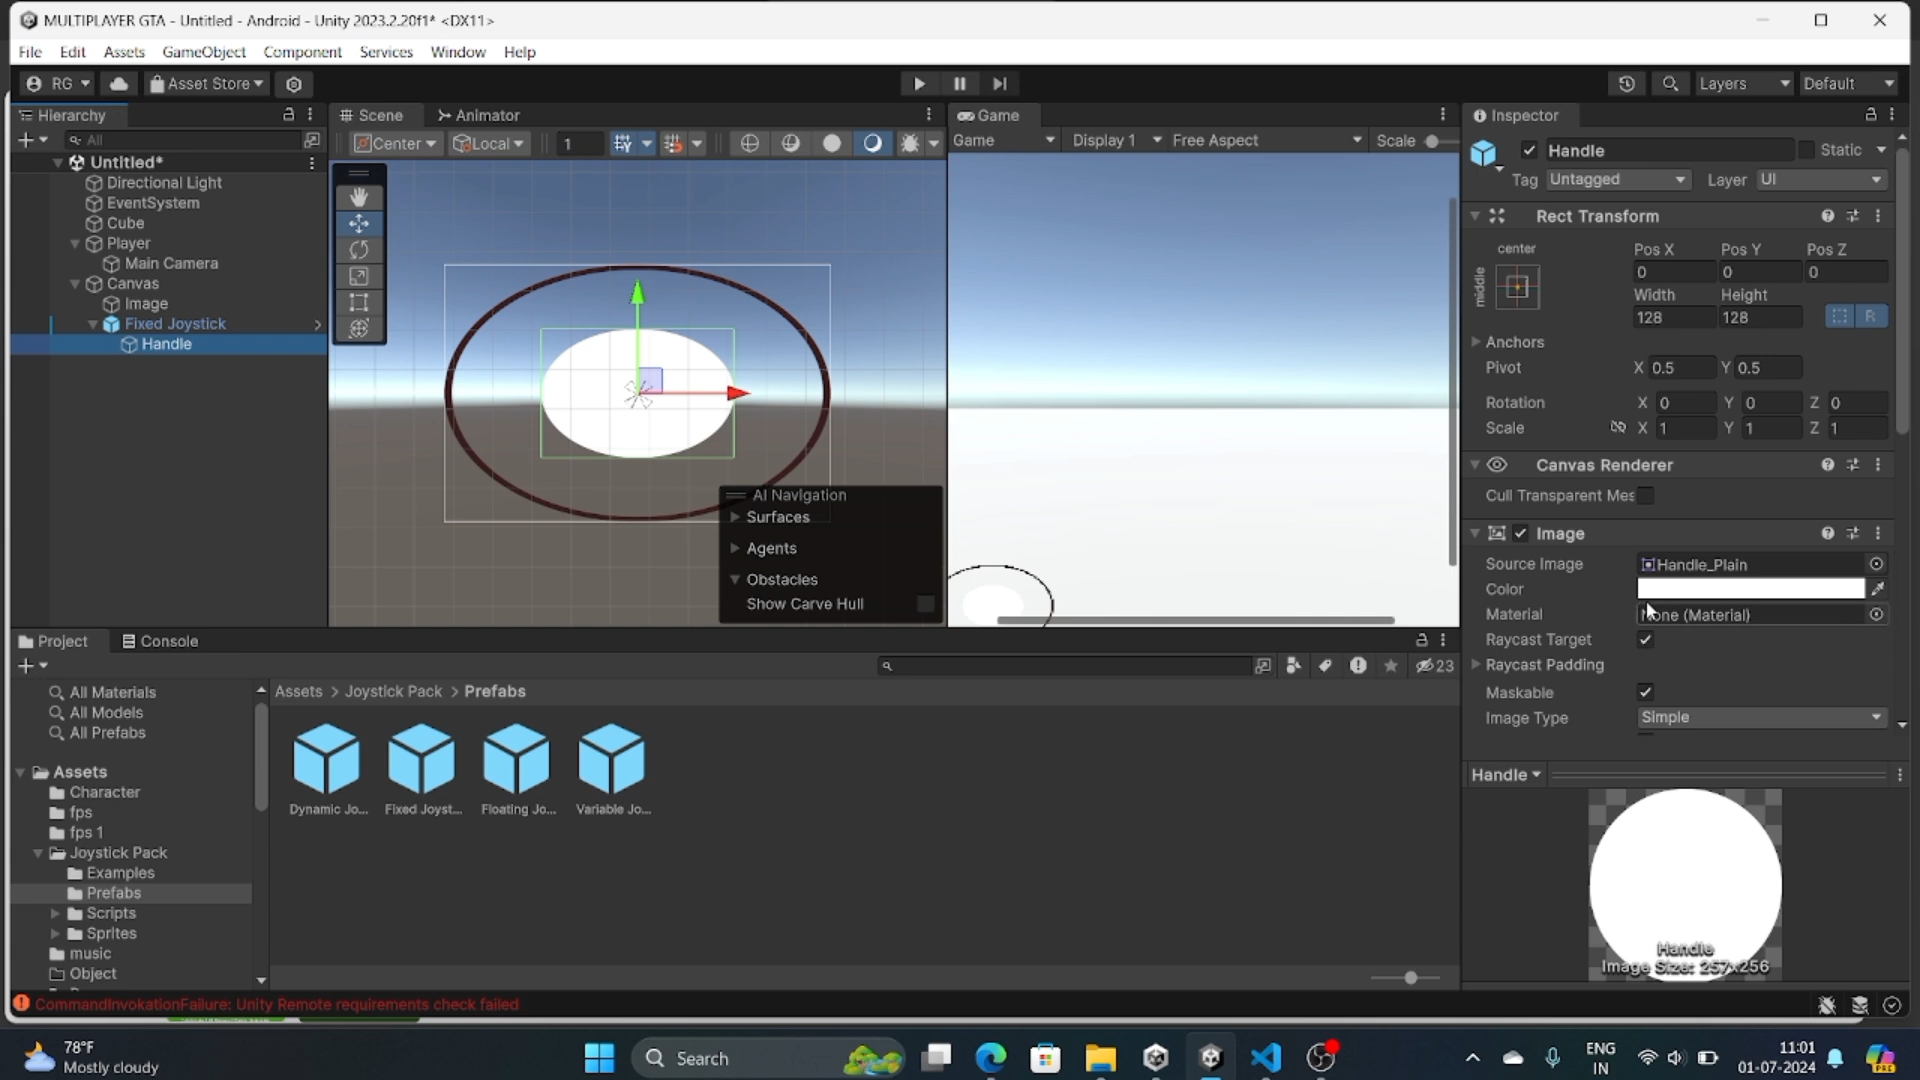 MULTIPLAYER GTA - Untitled - Android - Unity 2023.2.20f1* <DX11>
File Edit Assets GameObject Component Services Window Help
RG Asset Store Layers Default
Hierarchy Scene Animator Game Inspector
All Center Local 1 Game Display 1 Free Aspect Scale
Untitled*
Directional Light
EventSystem
Cube
Player
Main Camera
Canvas
Image
Fixed Joystick
Handle
AI Navigation
Surfaces
Agents
Obstacles
Show Carve Hull
Handle Static
Tag Untagged Layer UI
Rect Transform
center
middle
Pos X Pos Y Pos Z
0 0 0
Width Height
128 128 R
Anchors
Pivot X 0.5 Y 0.5
Rotation X 0 Y 0 Z 0
Scale X 1 Y 1 Z 1
Canvas Renderer
Cull Transparent Mes
Image
Source Image Handle_Plain
Color
Material None (Material)
Raycast Target
Raycast Padding
Maskable
Image Type Simple
Handle
Handle
Image Size: 257x256
Project Console
23
All Materials
All Models
All Prefabs
Assets
Character
fps
fps 1
Joystick Pack
Examples
Prefabs
Scripts
Sprites
music
Object
Assets > Joystick Pack > Prefabs
Dynamic Jo... Fixed Joyst... Floating Jo... Variable Jo...
CommandInvokationFailure: Unity Remote requirements check failed
78°F
Mostly cloudy
Search
ENG
IN
11:01
01-07-2024
PRE